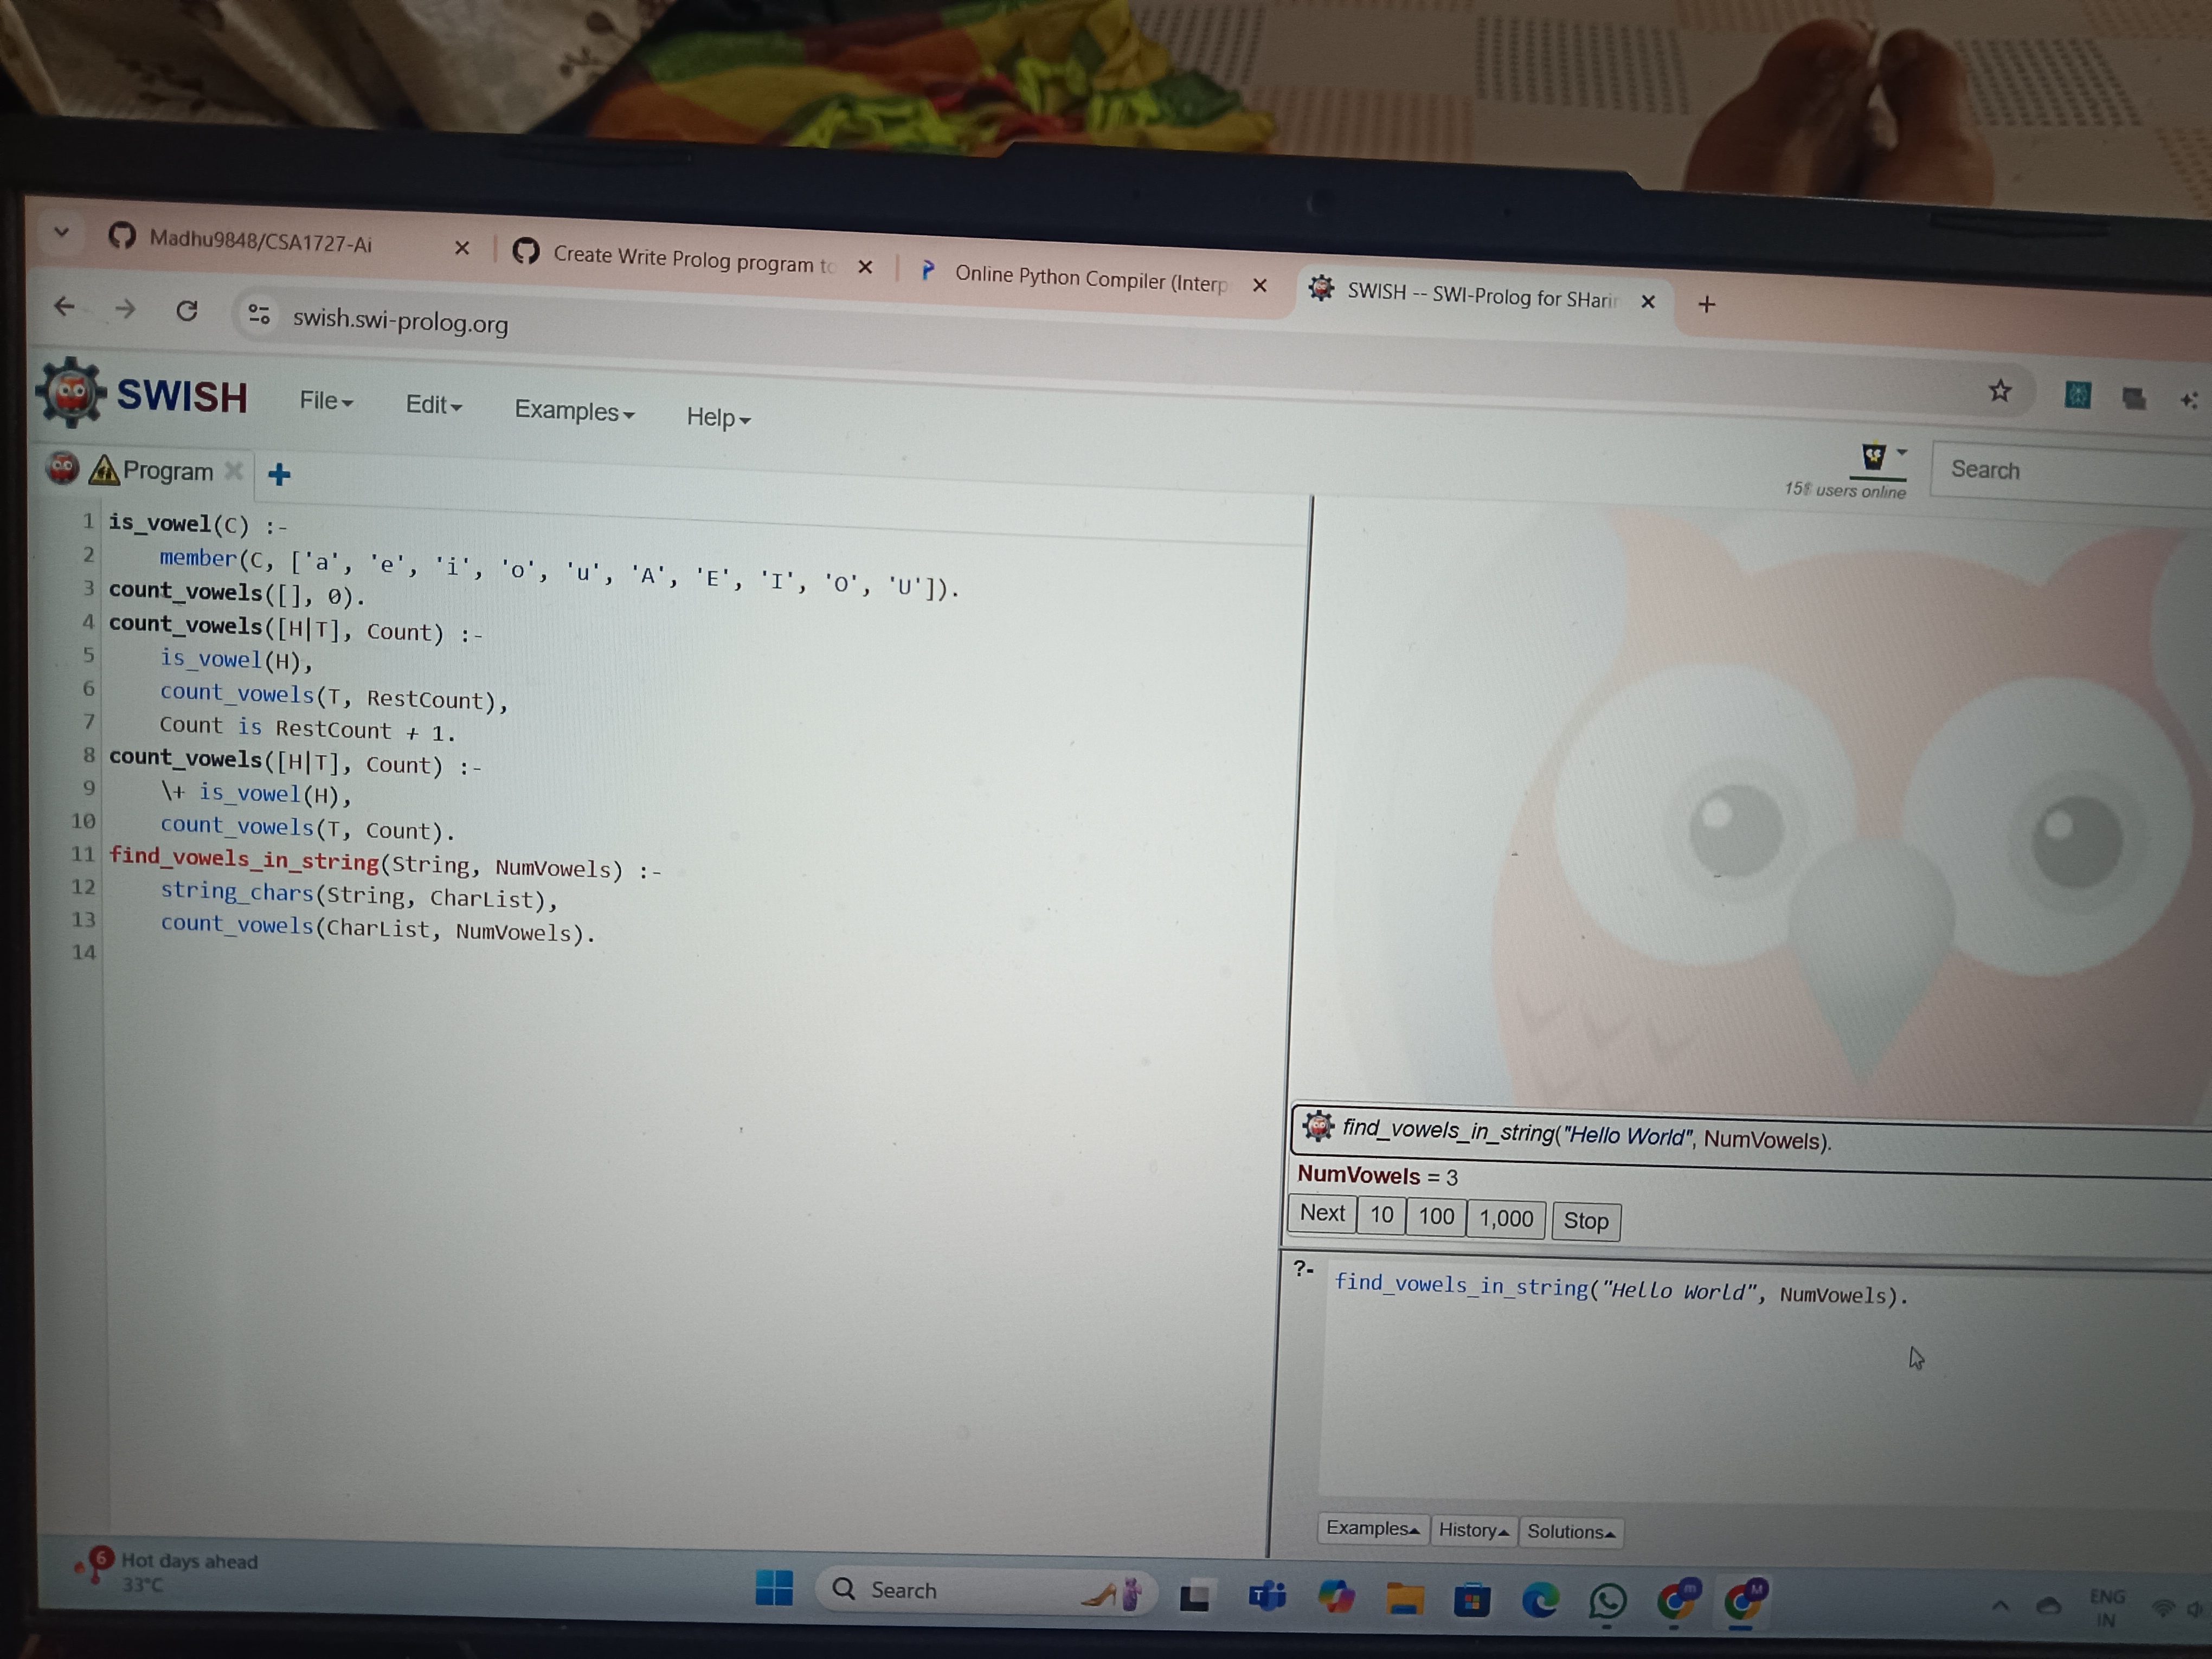 Madhu9848/CSA1727-Ai
Create Write Prolog program to
Online Python Compiler (Interp
SWISH -- SWI-Prolog for SHarin
swish.swi-prolog.org
SWISH File Edit Examples Help
users online
Search
Program
1 is_vowel(C) :-
2 member(C, ['a', 'e', 'i', 'o', 'u', 'A', 'E', 'I', 'O', 'U']).
3 count_vowels([], 0).
4 count_vowels([H|T], Count) :-
5 is_vowel(H),
6 count_vowels(T, RestCount),
7 Count is RestCount + 1.
8 count_vowels([H|T], Count) :-
9 \+ is_vowel(H),
10 count_vowels(T, Count).
11 find_vowels_in_string(String, NumVowels) :-
12 string_chars(String, CharList),
13 count_vowels(CharList, NumVowels).
14
find_vowels_in_string("Hello World", NumVowels).
NumVowels = 3
Next 10 100 1,000 Stop
?- find_vowels_in_string("Hello World", NumVowels).
Examples History Solutions
6 Hot days ahead
33°C
Search
m
M
ENG
IN